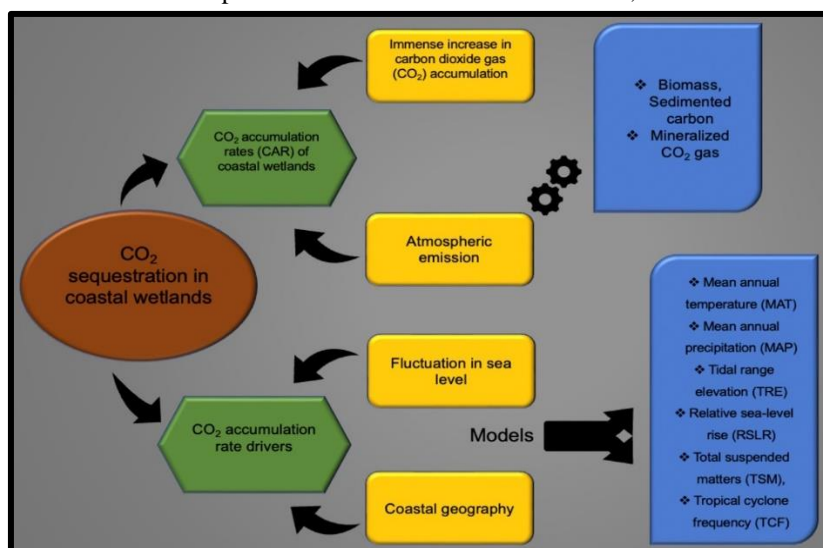 Immense increase in
carbon dioxide gas
(CO₂) accumulation
CO₂ accumulation
rates (CAR) of
coastal wetlands
❖ Biomass,
Sedimented
carbon
❖ Mineralized
CO₂ gas
Atmospheric
emission
CO₂
sequestration in
coastal wetlands
Fluctuation in sea
level
CO₂ accumulation
rate drivers
Models
Coastal geography
❖ Mean annual
temperature (MAT)
❖ Mean annual
precipitation (MAP)
❖ Tidal range
elevation (TRE)
❖ Relative sea-level
rise (RSLR)
❖ Total suspended
matters (TSM),
❖ Tropical cyclone
frequency (TCF)